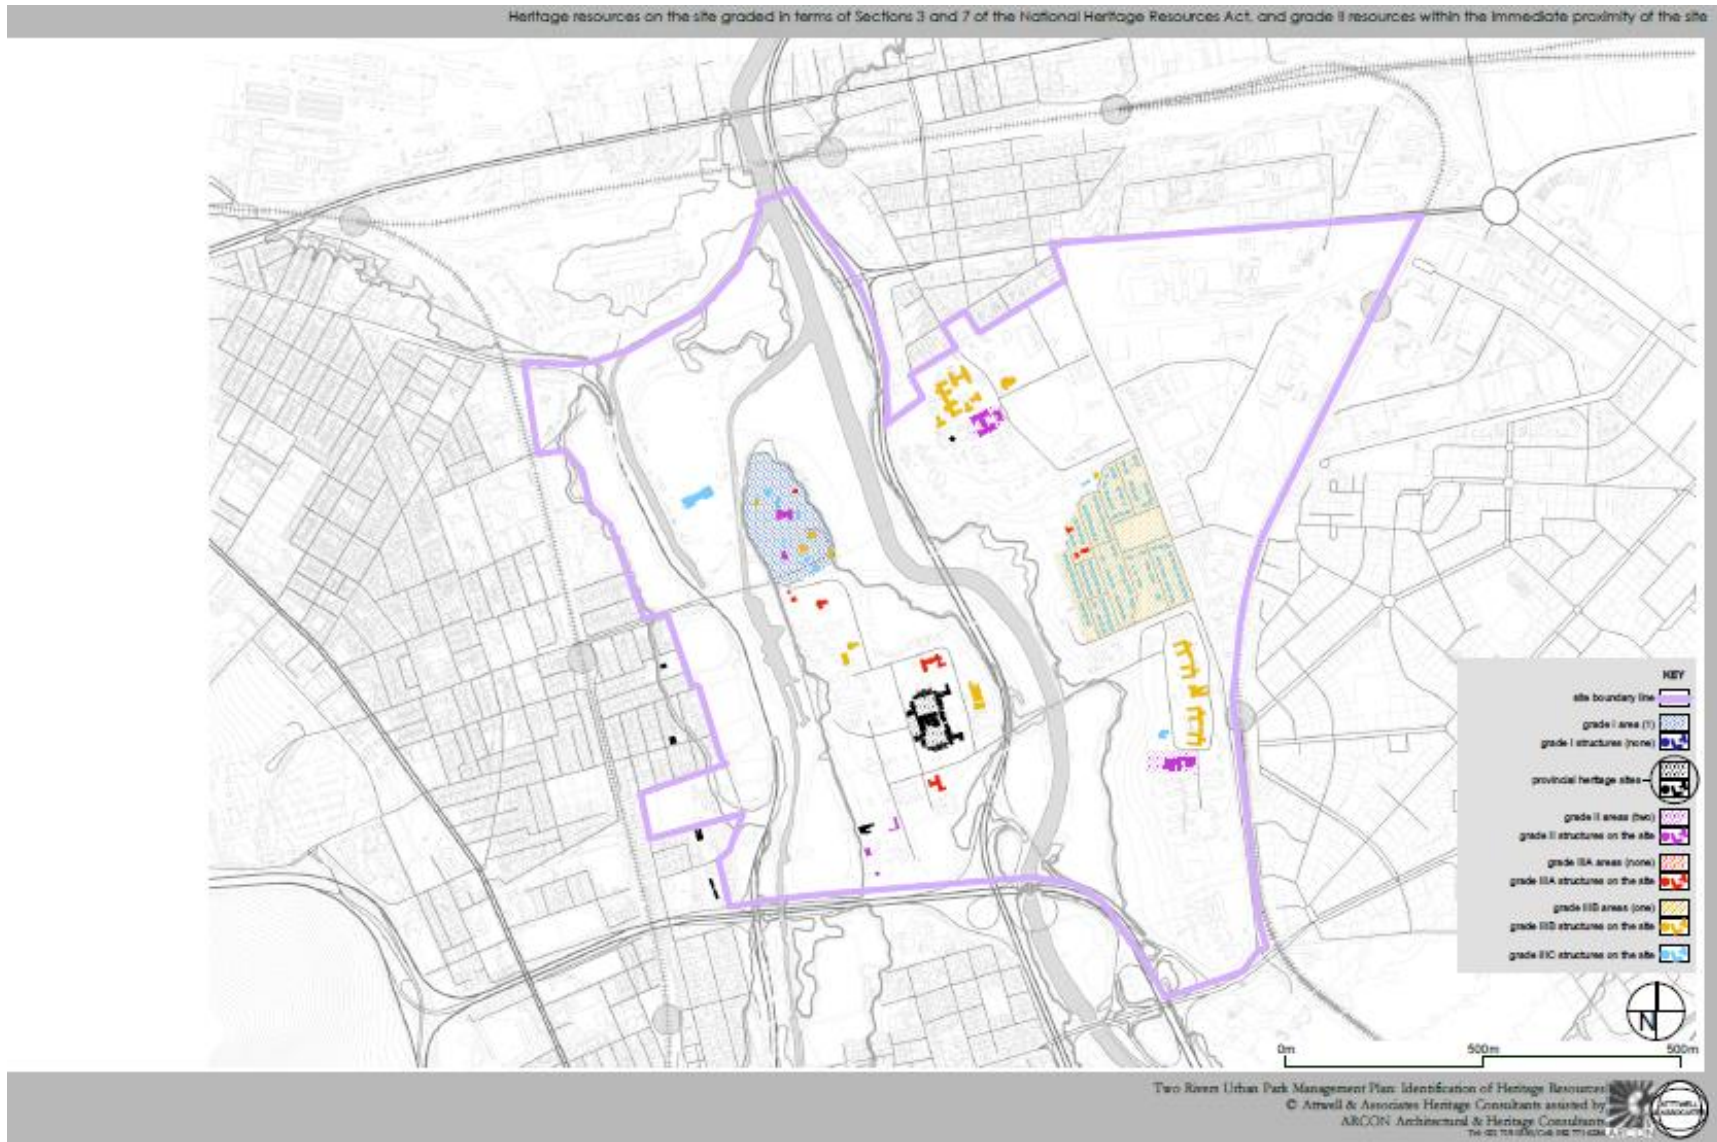 Heritage resources on the site graded in terms of Sections 3 and 7 of the National Heritage Resources Act, and grade II resources within the immediate proximity of the site
KEY
site boundary line
grade I area (1)
grade I structures (none)
provincial heritage sites
grade II areas (two)
grade II structures on the site
grade IIIA areas (none)
grade IIIA structures on the site
grade IIIB areas (one)
grade IIIB structures on the site
grade IIIC structures on the site
N
0m 500m 500m
Two Rivers Urban Park Management Plan: Identification of Heritage Resources
© Attwell & Associates Heritage Consultants assisted by
ARCON Architectural & Heritage Consultants
ARCON
ATTWELL
ASSOCIATES